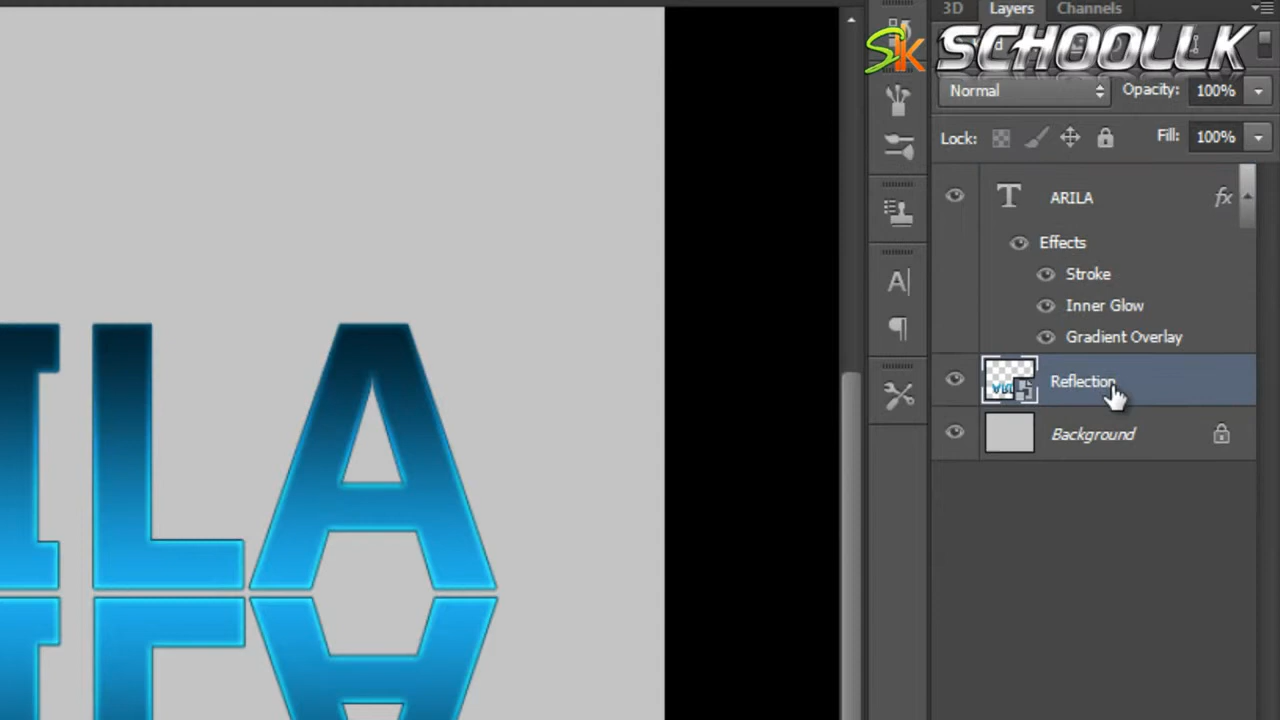 3D Layers Channels
SK SCHOOLLK
Normal Opacity: 100%
Lock: Fill: 100%
T ARILA fx
Effects
Stroke
Inner Glow
Gradient Overlay
Reflection
Background
A
ILA